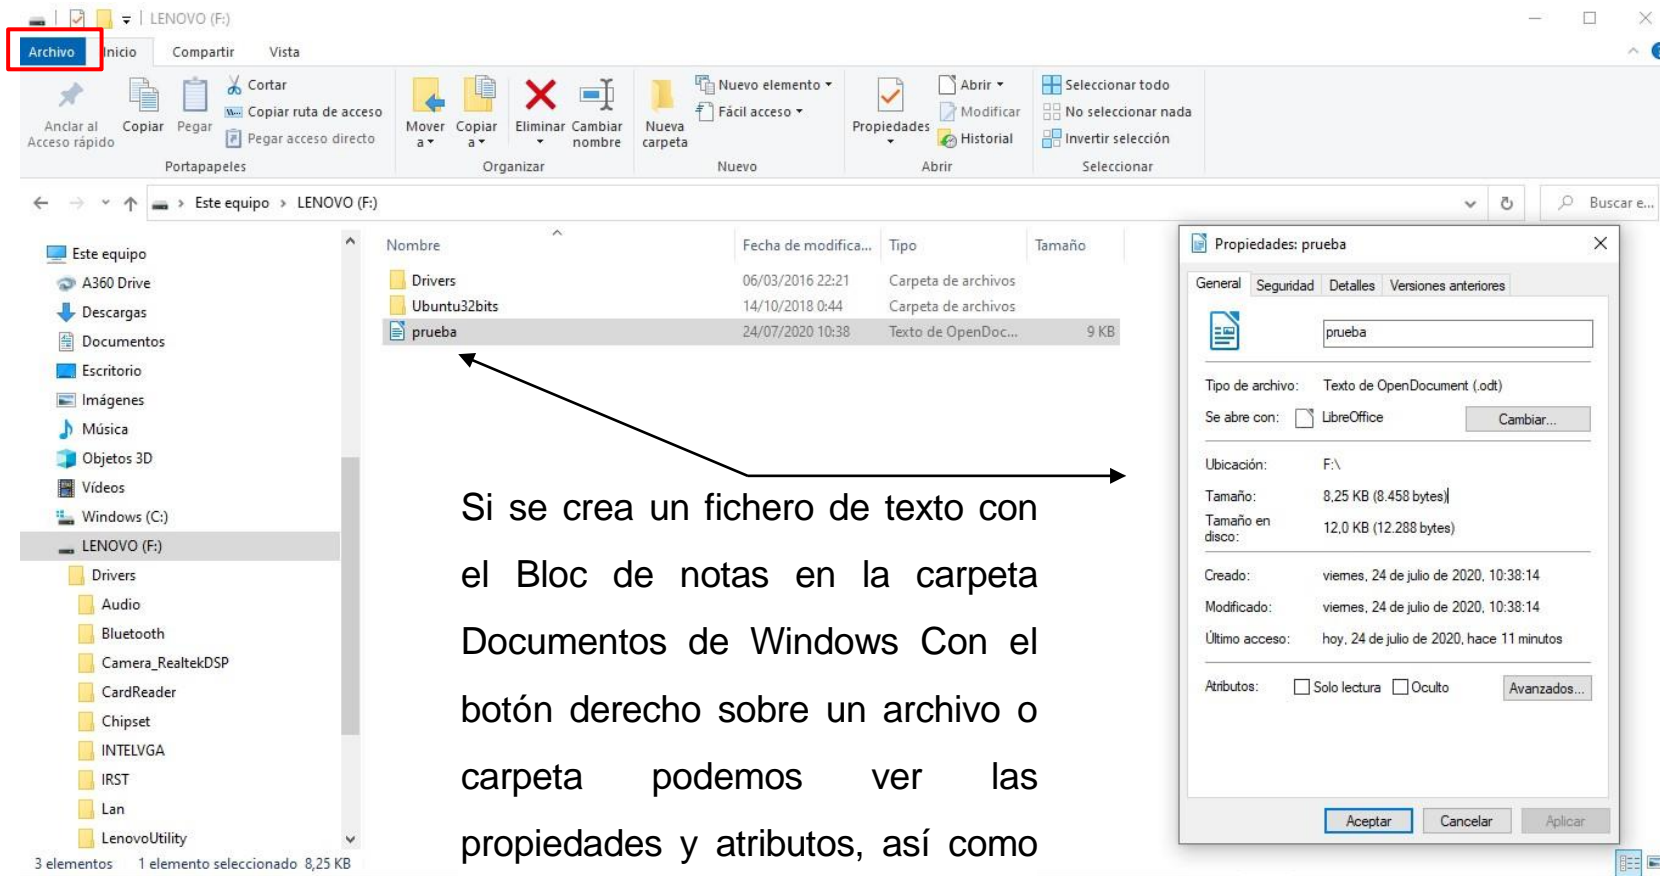 LENOVO (F:)
Archivo Inicio Compartir Vista
Anclar al Acceso rápido
Copiar
Pegar
Cortar
Copiar ruta de acceso
Pegar acceso directo
Portapapeles
Mover a
Copiar a
Eliminar
Cambiar nombre
Organizar
Nueva carpeta
Nuevo elemento
Fácil acceso
Nuevo
Propiedades
Abrir
Modificar
Historial
Abrir
Seleccionar todo
No seleccionar nada
Invertir selección
Seleccionar
Este equipo > LENOVO (F:)
Buscar e...
Este equipo
A360 Drive
Descargas
Documentos
Escritorio
Imágenes
Música
Objetos 3D
Vídeos
Windows (C:)
LENOVO (F:)
Drivers
Audio
Bluetooth
Camera_RealtekDSP
CardReader
Chipset
INTELVGA
IRST
Lan
LenovoUtility
3 elementos 1 elemento seleccionado 8,25 KB
Nombre Fecha de modifica... Tipo Tamaño
Drivers 06/03/2016 22:21 Carpeta de archivos
Ubuntu32bits 14/10/2018 0:44 Carpeta de archivos
prueba 24/07/2020 10:38 Texto de OpenDoc... 9 KB
Si se crea un fichero de texto con
el Bloc de notas en la carpeta
Documentos de Windows Con el
botón derecho sobre un archivo o
carpeta podemos ver las
propiedades y atributos, así como
Propiedades: prueba
General Seguridad Detalles Versiones anteriores
prueba
Tipo de archivo: Texto de OpenDocument (.odt)
Se abre con: LibreOffice Cambiar...
Ubicación: F:\
Tamaño: 8,25 KB (8.458 bytes)
Tamaño en disco: 12,0 KB (12.288 bytes)
Creado: viernes, 24 de julio de 2020, 10:38:14
Modificado: viernes, 24 de julio de 2020, 10:38:14
Último acceso: hoy, 24 de julio de 2020, hace 11 minutos
Atributos: Solo lectura Oculto Avanzados...
Aceptar Cancelar Aplicar